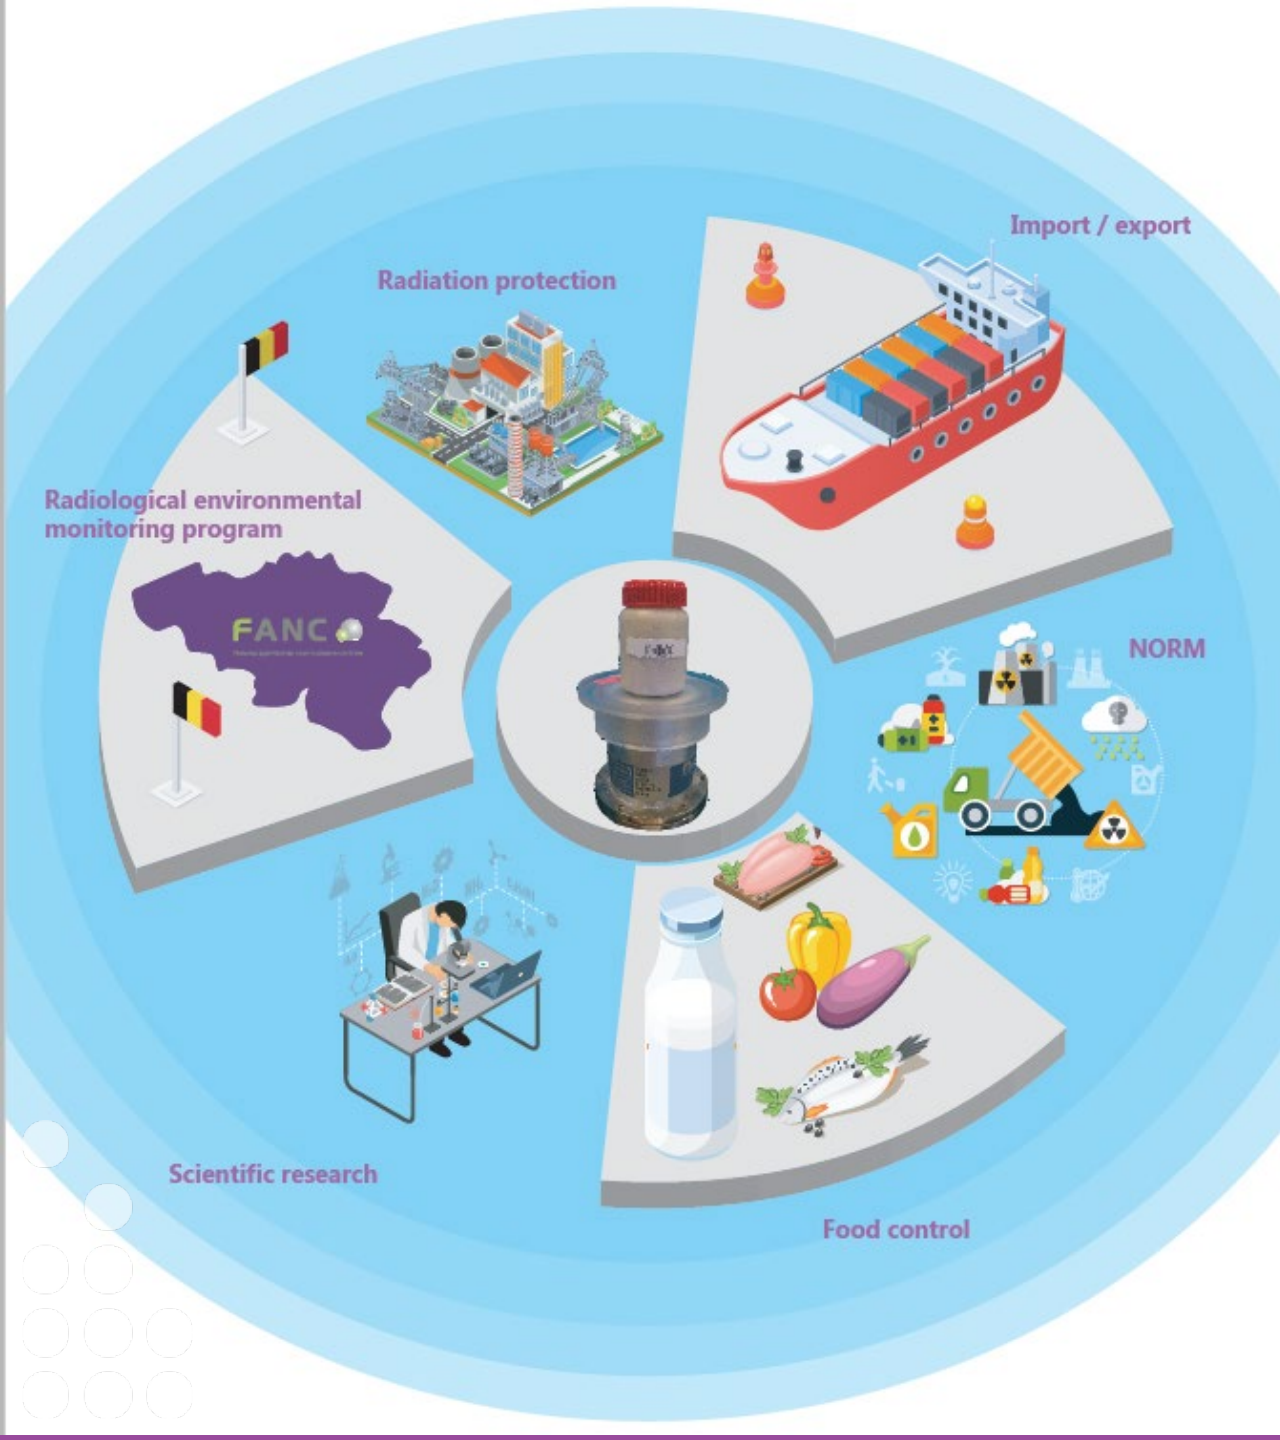 Import / export
Radiation protection
Radiological environmental
monitoring program
FANC
NORM
Scientific research
Food control